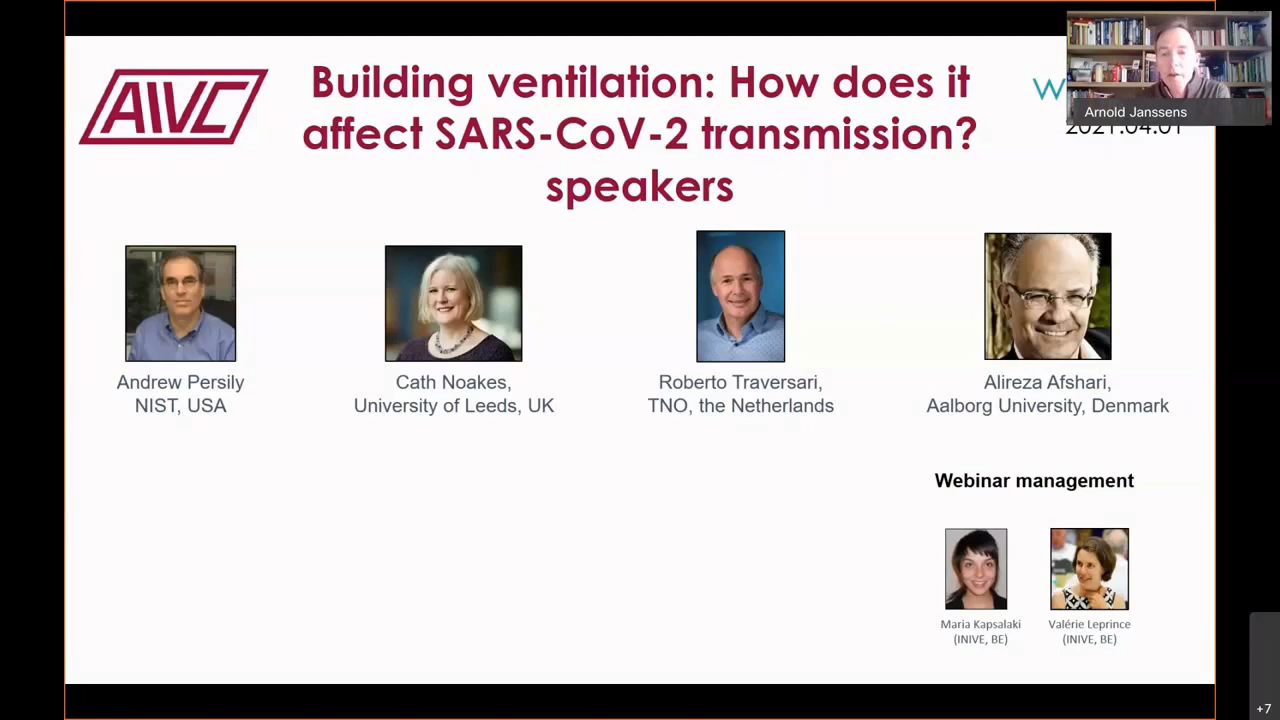 AIVC
Building ventilation: How does it
affect SARS-CoV-2 transmission?
speakers
W
Arnold Janssens
2021.04.01
Andrew Persily
NIST, USA
Cath Noakes,
University of Leeds, UK
Roberto Traversari,
TNO, the Netherlands
Alireza Afshari,
Aalborg University, Denmark
Webinar management
Maria Kapsalaki
(INIVE, BE)
Valérie Leprince
(INIVE, BE)
+7